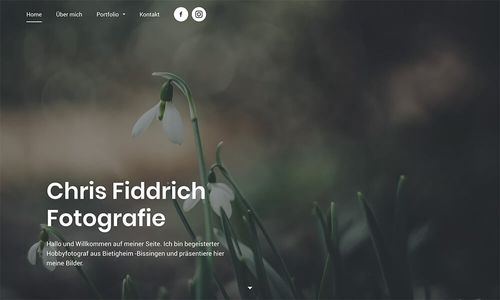 Home Über mich Portfolio Kontakt
Chris Fiddrich
Fotografie
Hallo und Willkommen auf meiner Seite. Ich bin begeisterter
Hobbyfotograf aus Bietigheim-Bissingen und präsentiere hier
meine Bilder.